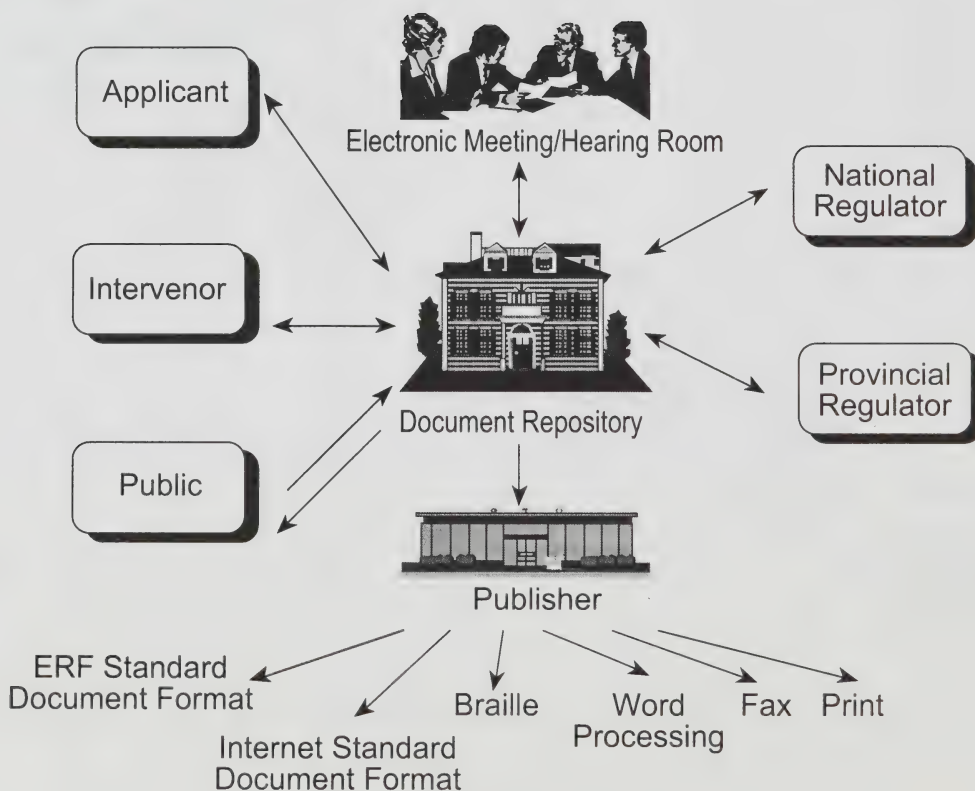 Applicant
Electronic Meeting/Hearing Room
National
Regulator
Intervenor
Provincial
Regulator
Document Repository
Public
Publisher
ERF Standard
Document Format
Internet Standard
Document Format
Braille
Word
Processing
Fax
Print